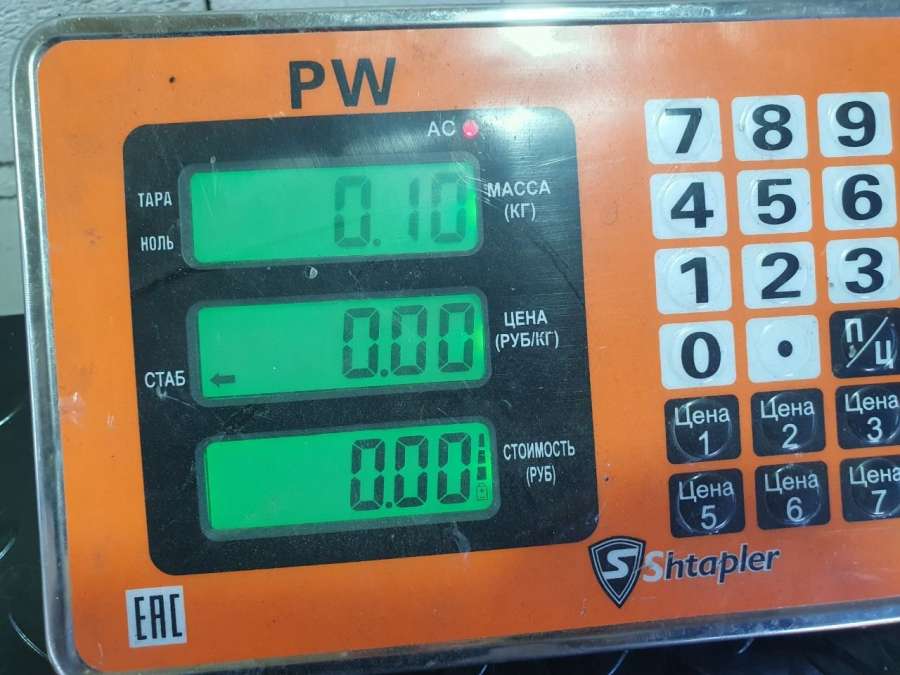 PW
AC
ТАРА
НОЛЬ
0.10
МАССА
(КГ)
СТАБ
0.00
ЦЕНА
(РУБ/КГ)
0.00
СТОИМОСТЬ
(РУБ)
7 8 9
4 5 6
1 2 3
0 . П/Ц
Цена 1
Цена 2
Цена 3
Цена 5
Цена 6
Цена 7
S Shtapler
EAC